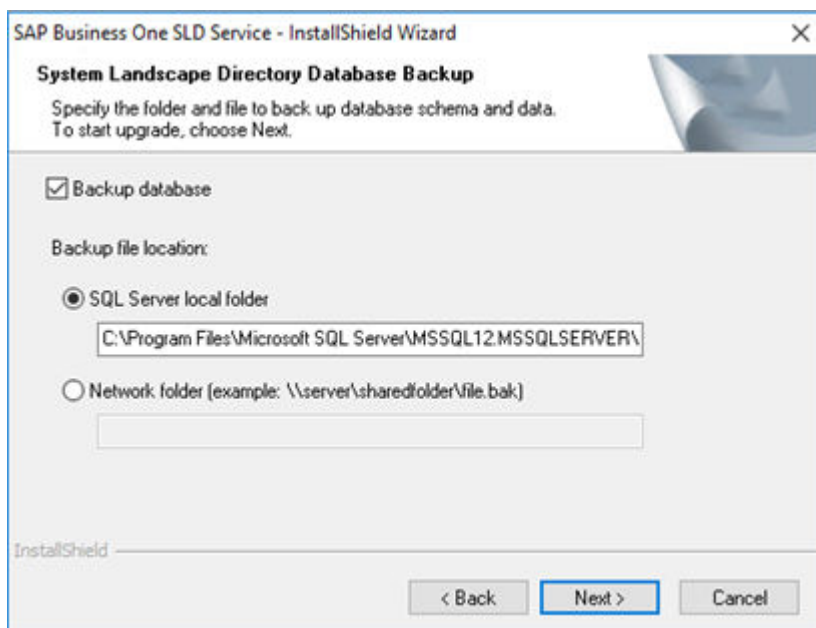 SAP Business One SLD Service - InstallShield Wizard
System Landscape Directory Database Backup
Specify the folder and file to back up database schema and data.
To start upgrade, choose Next.
Backup database
Backup file location:
SQL Server local folder
C:\Program Files\Microsoft SQL Server\MSSQL12.MSSQLSERVER\
Network folder (example: \\server\sharedfolder\file.bak)
InstallShield
< Back Next > Cancel